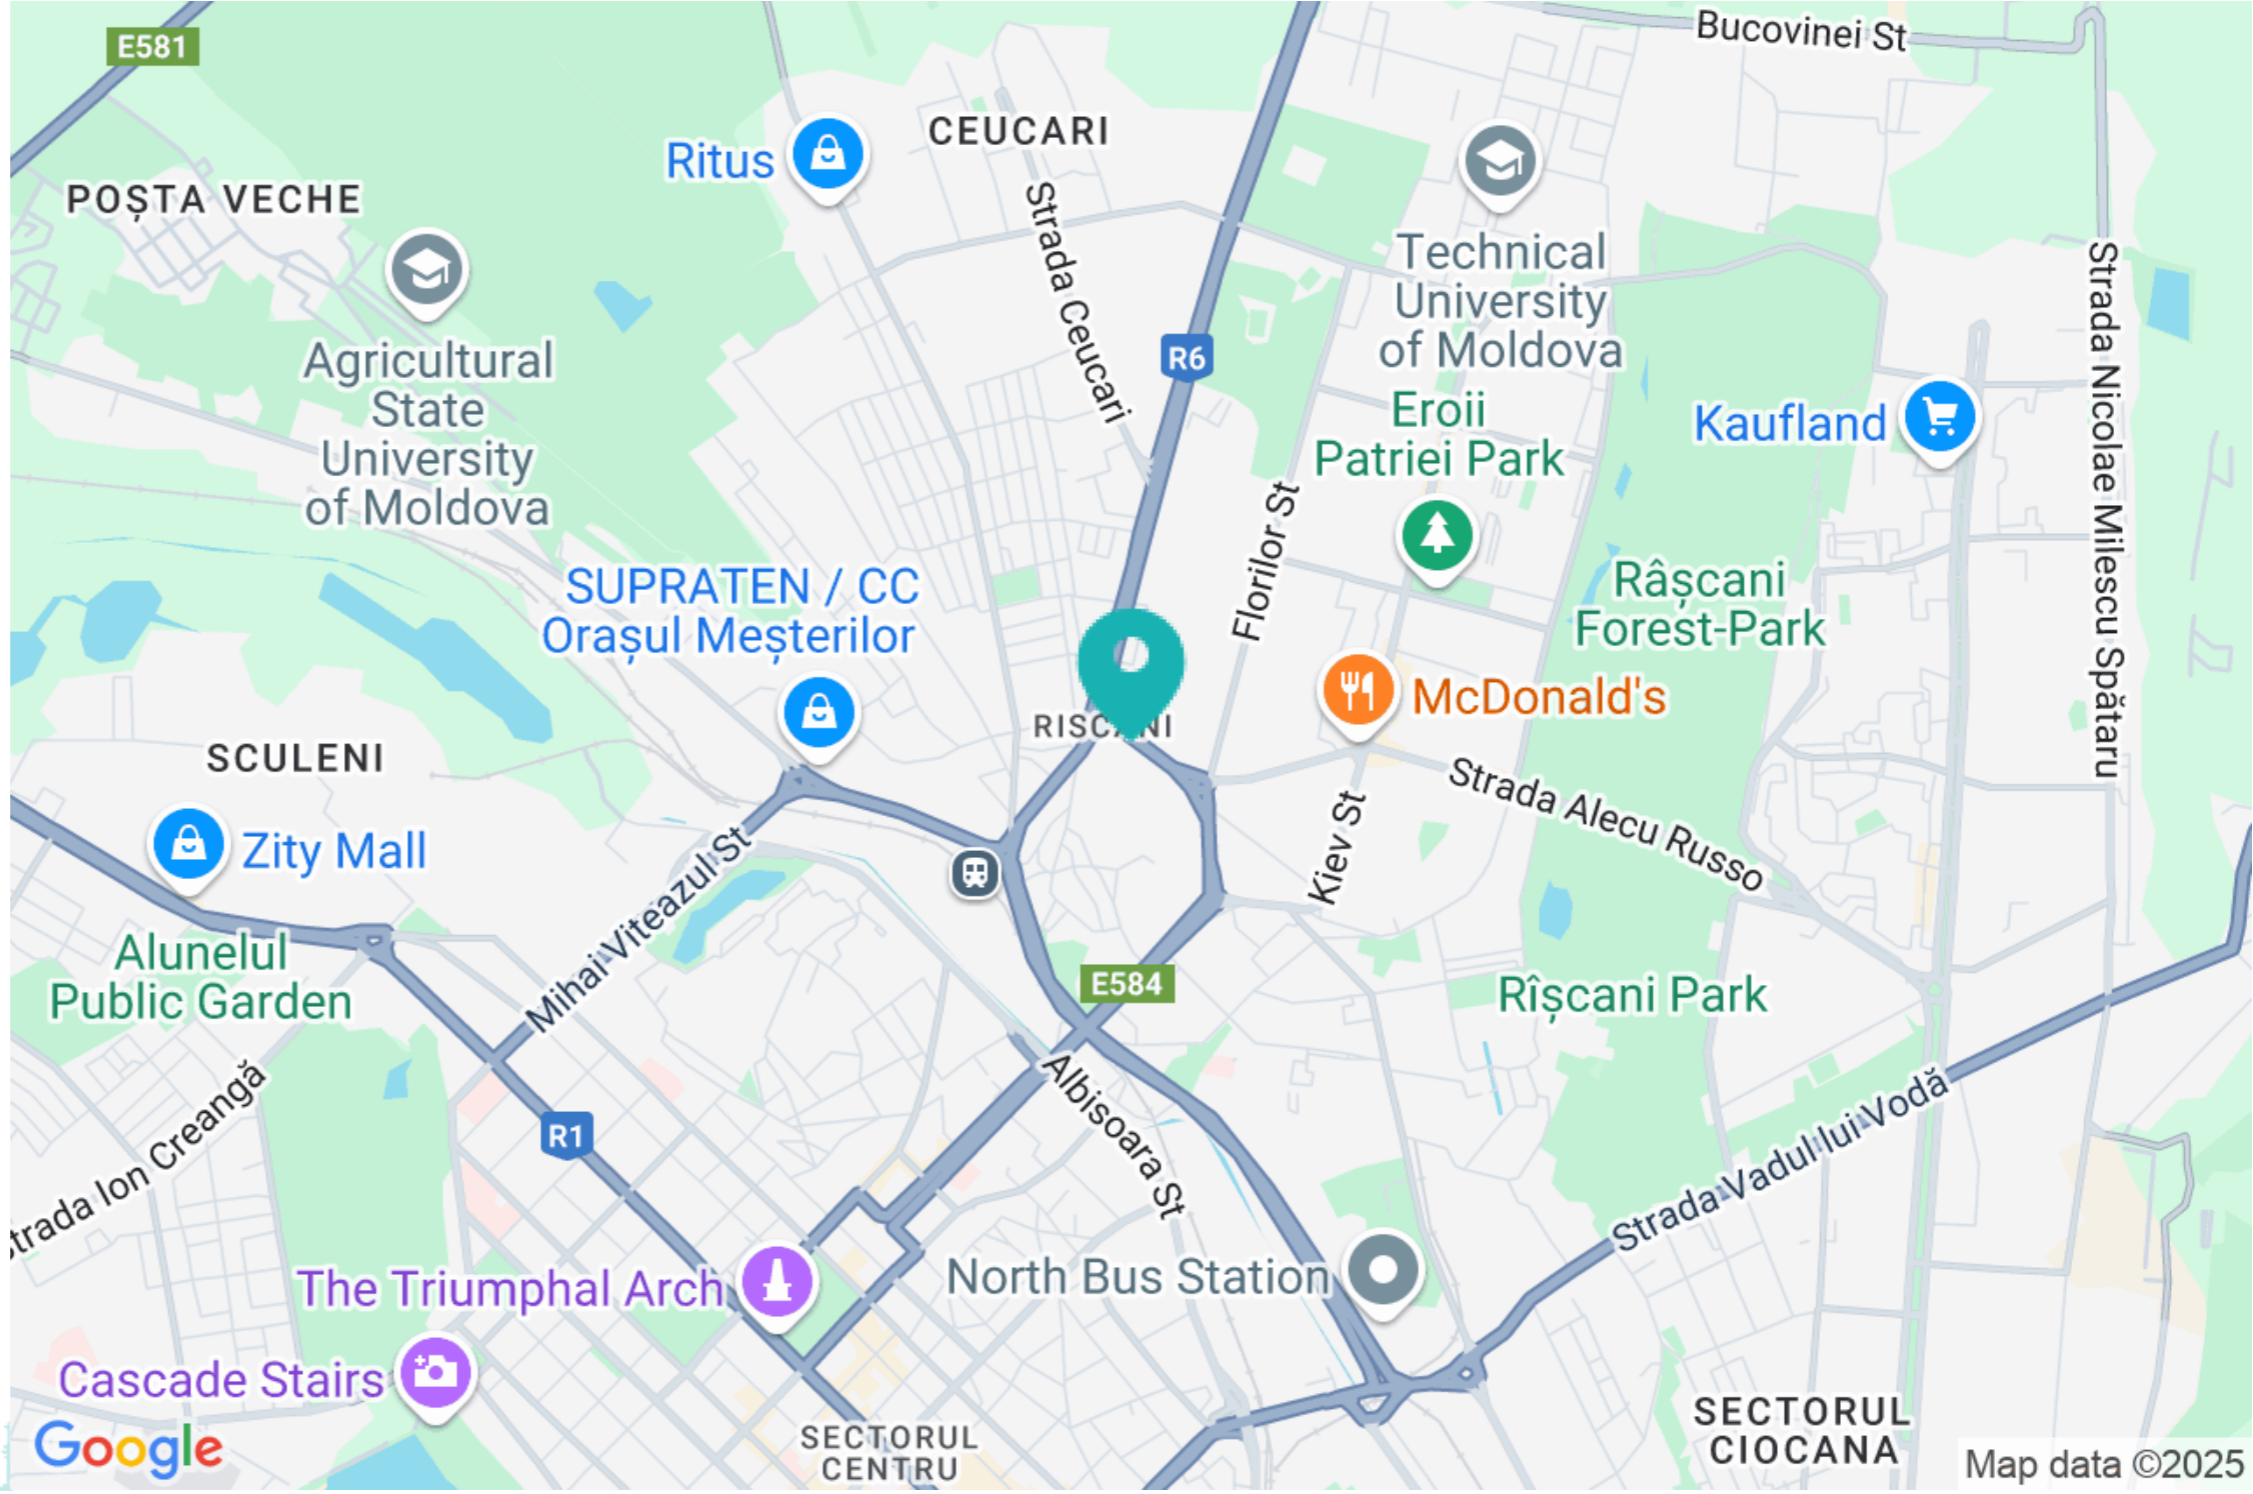 E581
Bucovinei St
CEUCARI
Ritus
POȘTA VECHE
Strada Ceucari
Technical
University
of Moldova
Strada Nicolae Milescu Spătaru
R6
Agricultural
State
University
of Moldova
Eroii
Patriei Park
Kaufland
Florilor St
SUPRATEN / CC
Orașul Meșterilor
Râșcani
Forest-Park
McDonald's
SCULENI
Strada Alecu Russo
Zity Mall
Kiev St
Mihai Viteazul St
Alunelul
Public Garden
E584
Rîșcani Park
Albisoara St
Strada Vadul lui Vodă
R1
Strada Ion Creangă
North Bus Station
The Triumphal Arch
Cascade Stairs
SECTORUL
CENTRU
SECTORUL
CIOCANA
Google
Map data ©2025